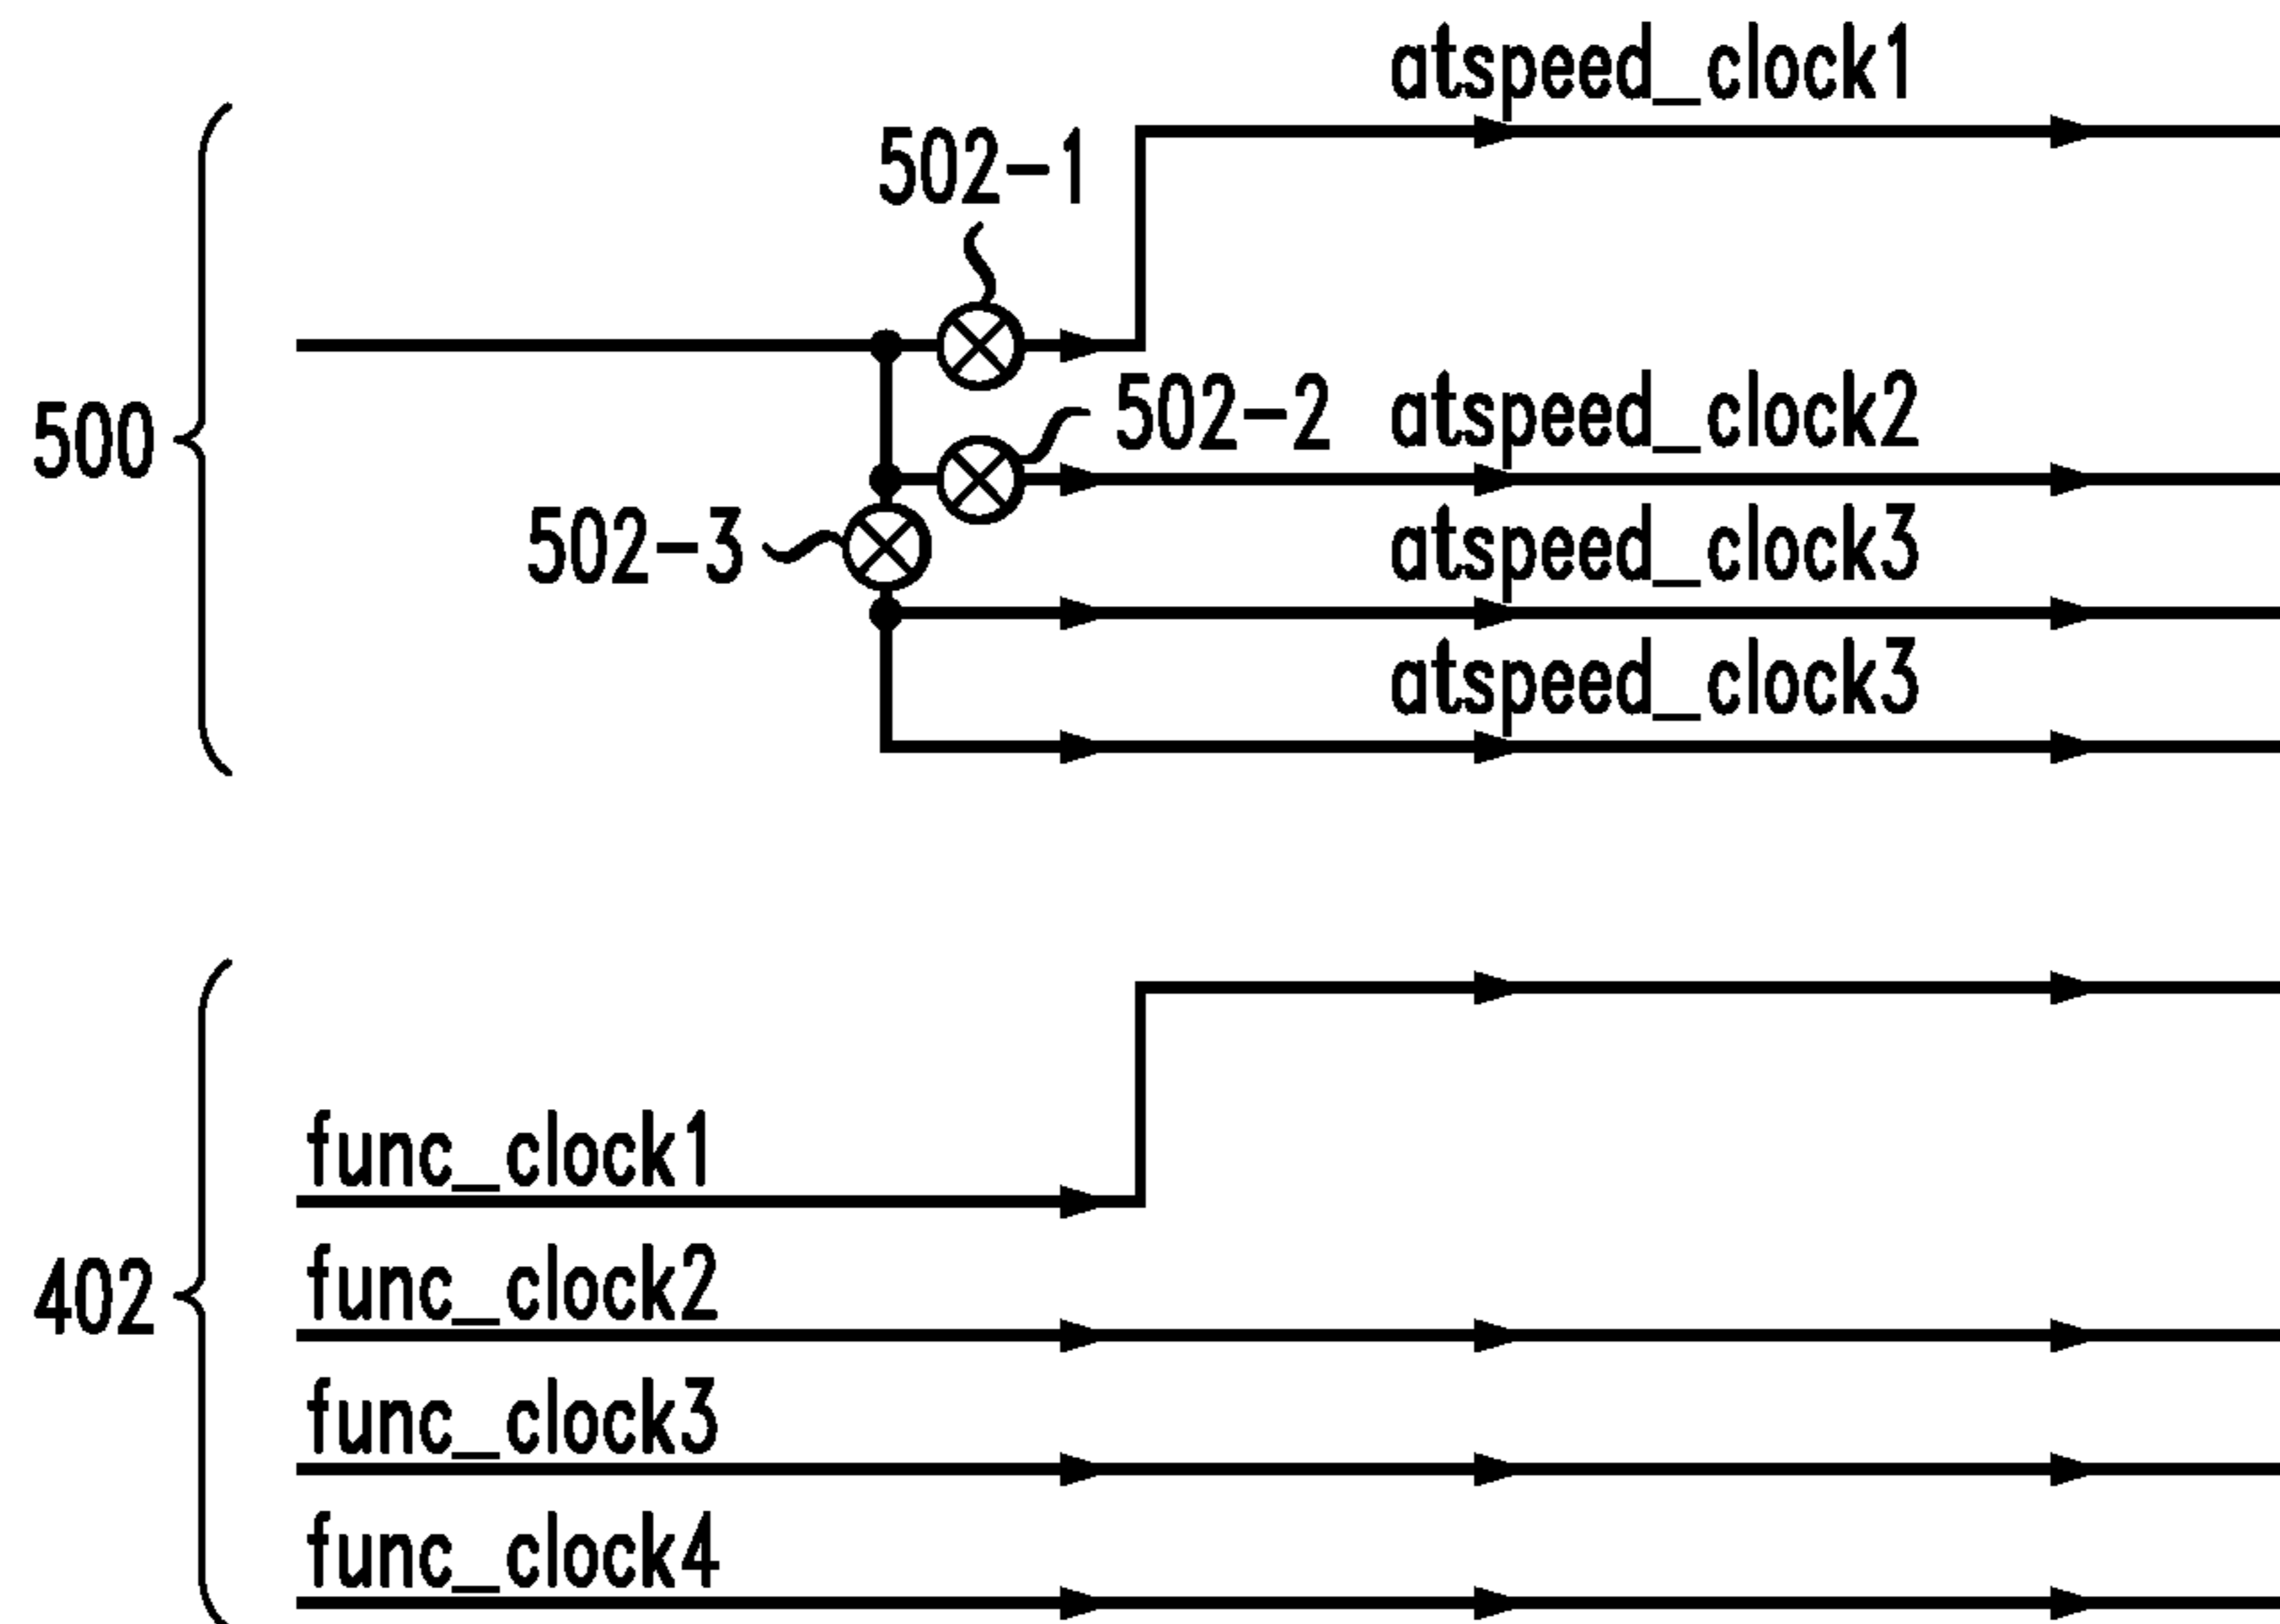 atspeed_clock1
502-1
502-2
atspeed_clock2
500
502-3
atspeed_clock3
atspeed_clock3
func_clock1
func_clock2
402
func_clock3
func_clock4